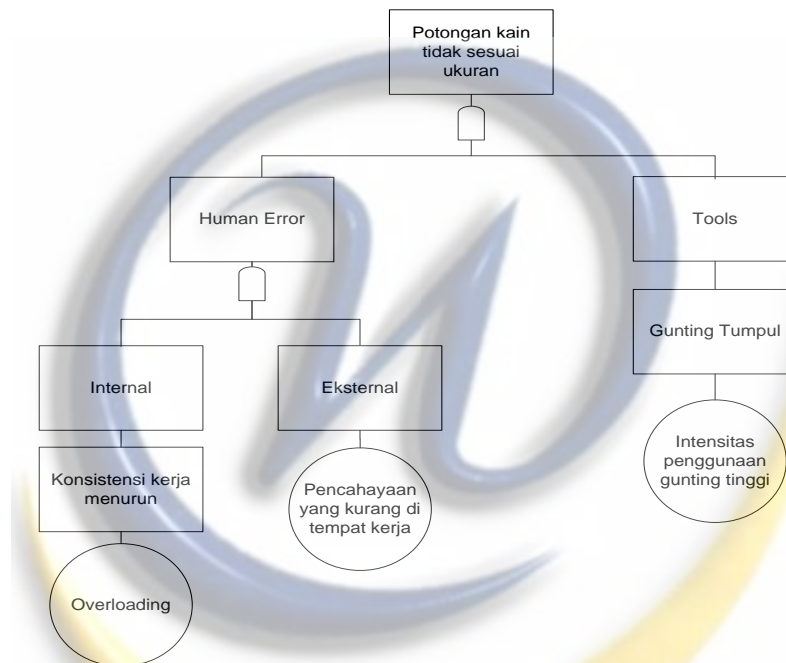 Potongan kain
tidak sesuai
ukuran
Human Error
Tools
Gunting Tumpul
Internal
Eksternal
Intensitas
penggunaan
gunting tinggi
Konsistensi kerja
menurun
Pencahayaan
yang kurang di
tempat kerja
Overloading